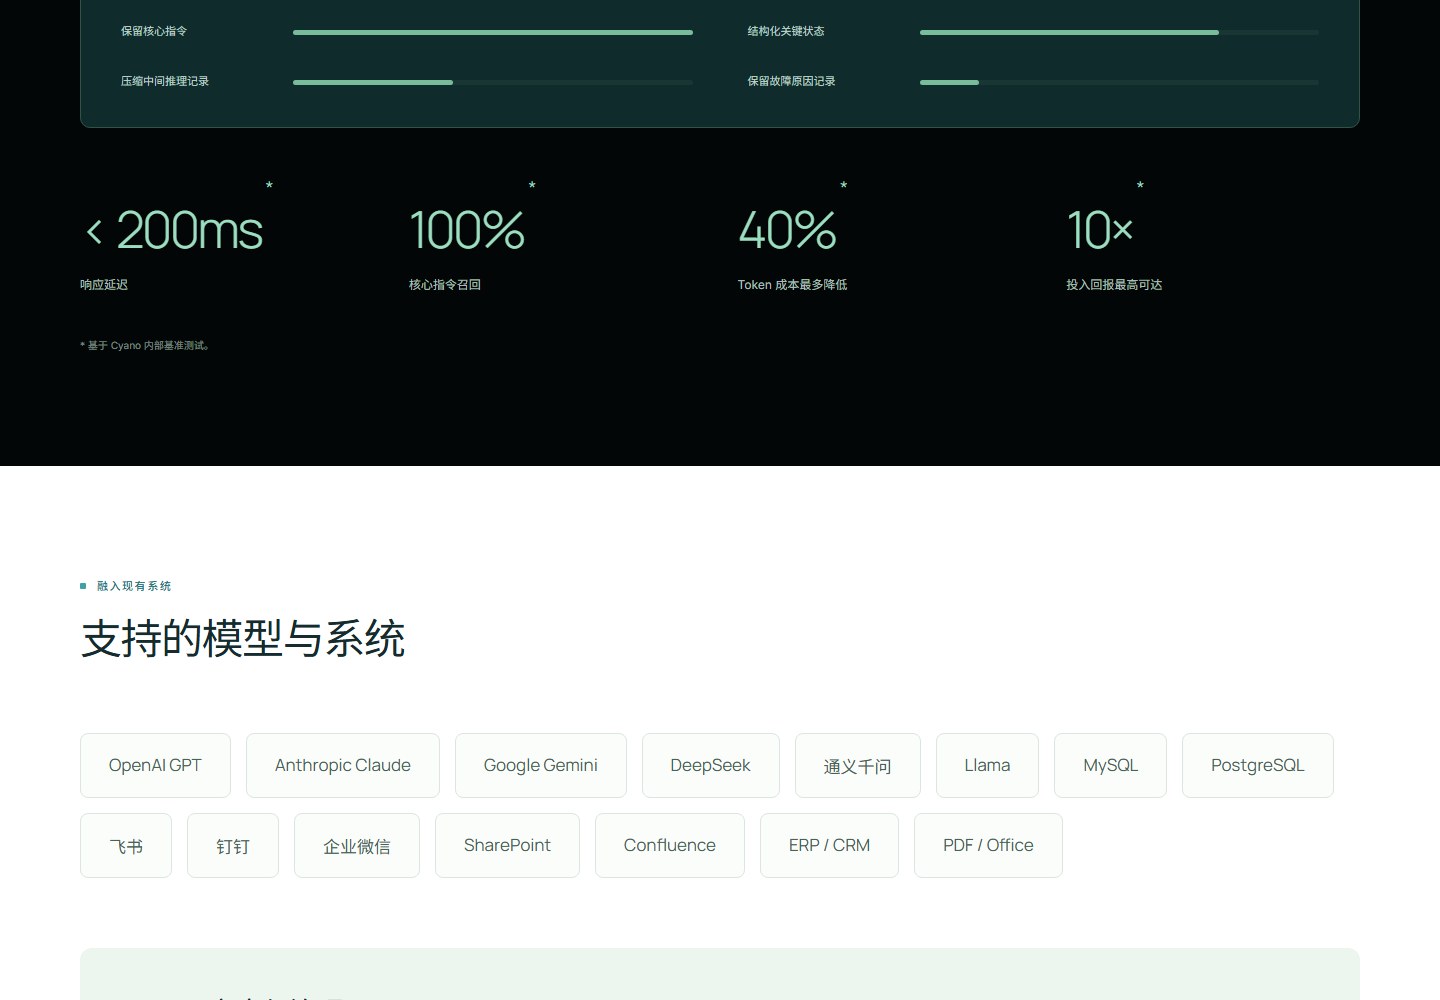 保留核心指令
结构化关键状态
压缩中间推理记录
保留故障原因记录
< 200ms*
100%*
40%*
10×*
响应延迟
核心指令召回
Token 成本最多降低
投入回报最高可达
* 基于 Cyano 内部基准测试。
融入现有系统
支持的模型与系统
OpenAI GPT
Anthropic Claude
Google Gemini
DeepSeek
通义千问
Llama
MySQL
PostgreSQL
飞书
钉钉
企业微信
SharePoint
Confluence
ERP / CRM
PDF / Office